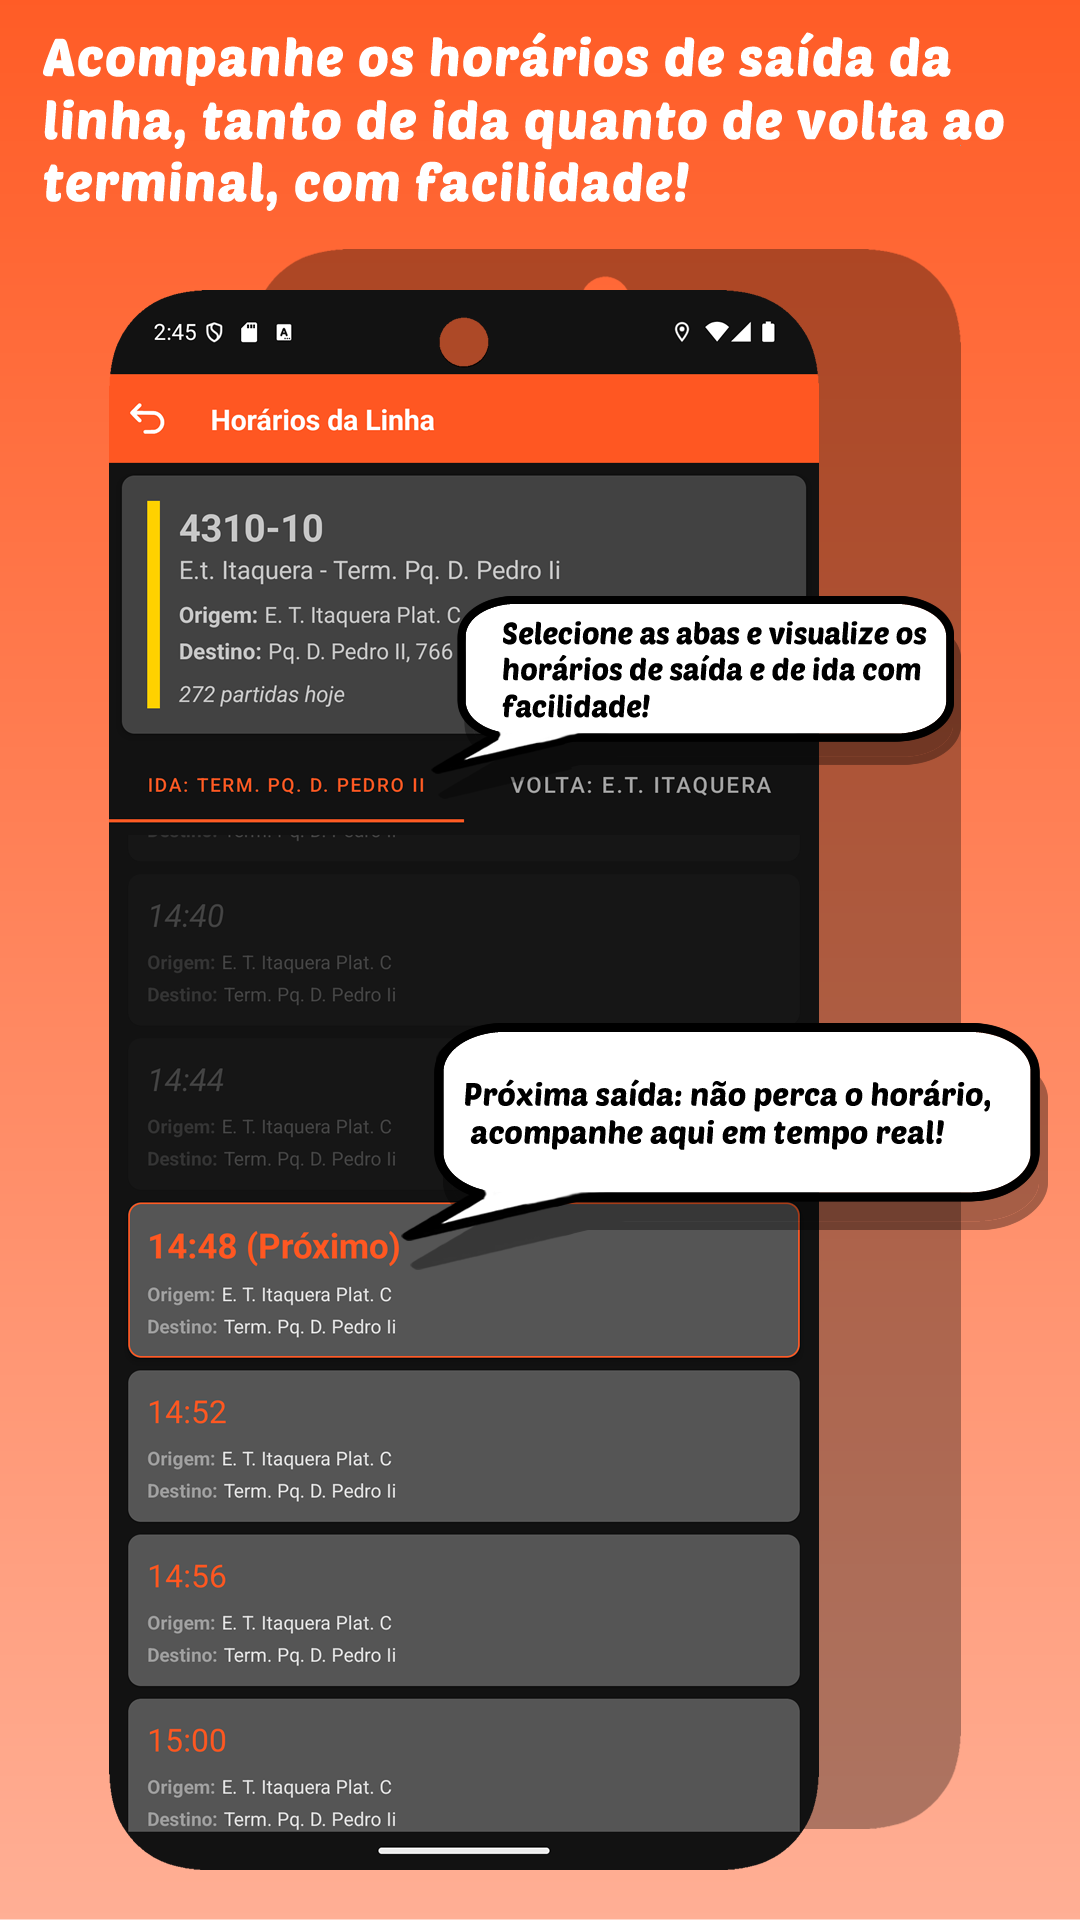 Acompanhe os horários de saída da
linha, tanto de ida quanto de volta ao
terminal, com facilidade!
2:45
Horários da Linha
4310-10
E.t. Itaquera - Term. Pq. D. Pedro Ii
Origem: E. T. Itaquera Plat. C
Destino: Pq. D. Pedro II, 766
272 partidas hoje
Selecione as abas e visualize os
horários de saída e de ida com
facilidade!
IDA: TERM. PQ. D. PEDRO II
VOLTA: E.T. ITAQUERA
14:40
Origem: E. T. Itaquera Plat. C
Destino: Term. Pq. D. Pedro Ii
14:44
Origem: E. T. Itaquera Plat. C
Destino: Term. Pq. D. Pedro Ii
Próxima saída: não perca o horário,
acompanhe aqui em tempo real!
14:48 (Próximo)
Origem: E. T. Itaquera Plat. C
Destino: Term. Pq. D. Pedro Ii
14:52
Origem: E. T. Itaquera Plat. C
Destino: Term. Pq. D. Pedro Ii
14:56
Origem: E. T. Itaquera Plat. C
Destino: Term. Pq. D. Pedro Ii
15:00
Origem: E. T. Itaquera Plat. C
Destino: Term. Pq. D. Pedro Ii